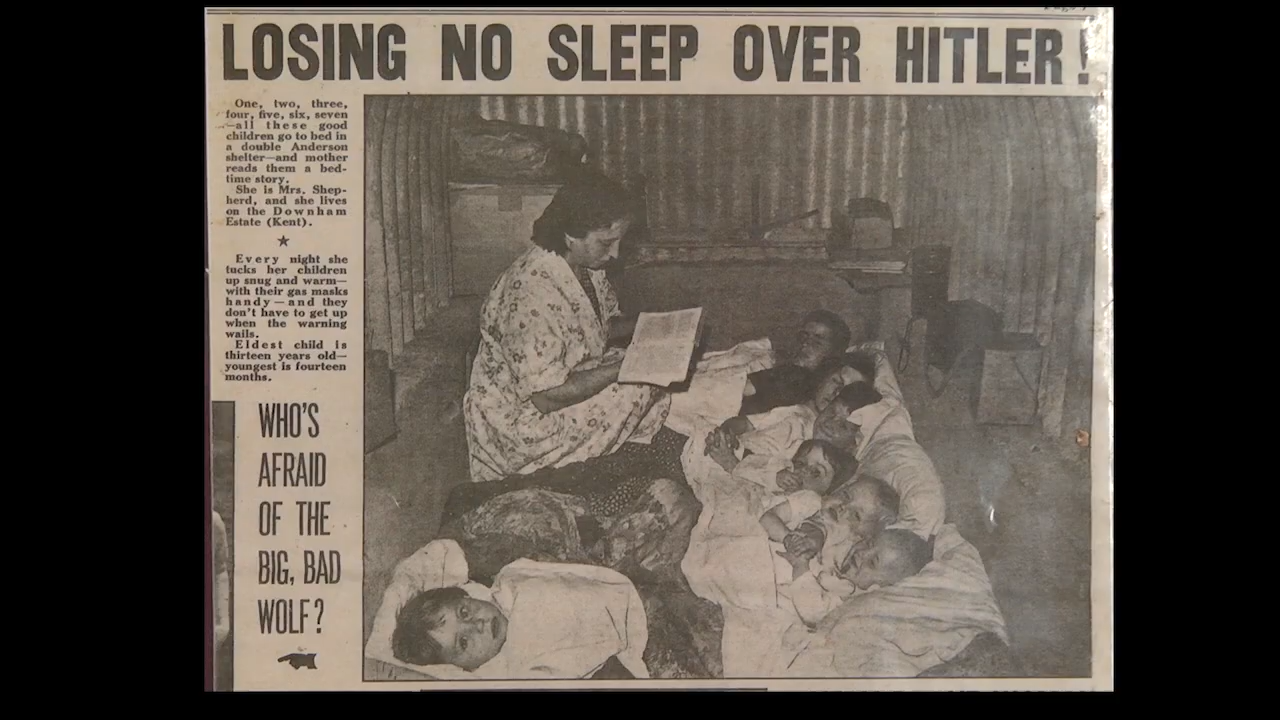 LOSING NO SLEEP OVER HITLER!
One, two, three,
four, five, six, seven
—all these good
children go to bed in
a double Anderson
shelter—and mother
reads them a bed-
time story.
She is Mrs. Shep-
herd, and she lives
on the Downham
Estate (Kent).
Every night she
tucks her children
up snug and warm—
with their gas masks
handy—and they
don't have to get up
when the warning
wails.
Eldest child is
thirteen years old—
youngest is fourteen
months.
WHO'S
AFRAID
OF THE
BIG, BAD
WOLF?